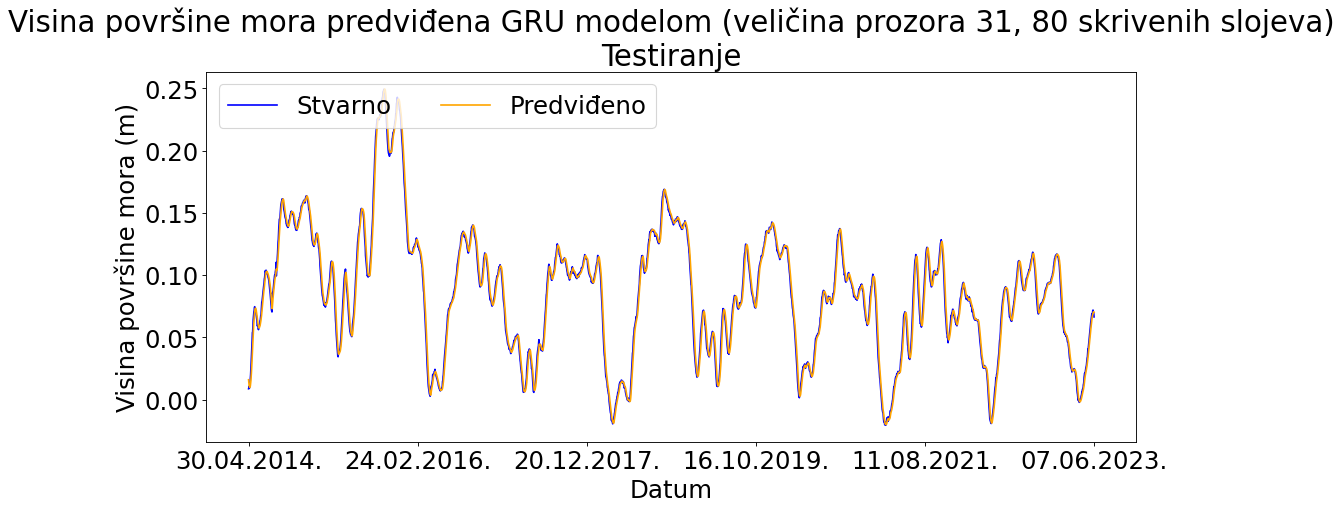 Visina površine mora predviđena GRU modelom (veličina prozora 31, 80 skrivenih slojeva)
Testiranje
Stvarno Predviđeno
Visina površine mora (m)
0.25
0.20
0.15
0.10
0.05
0.00
30.04.2014. 24.02.2016. 20.12.2017. 16.10.2019. 11.08.2021. 07.06.2023.
Datum